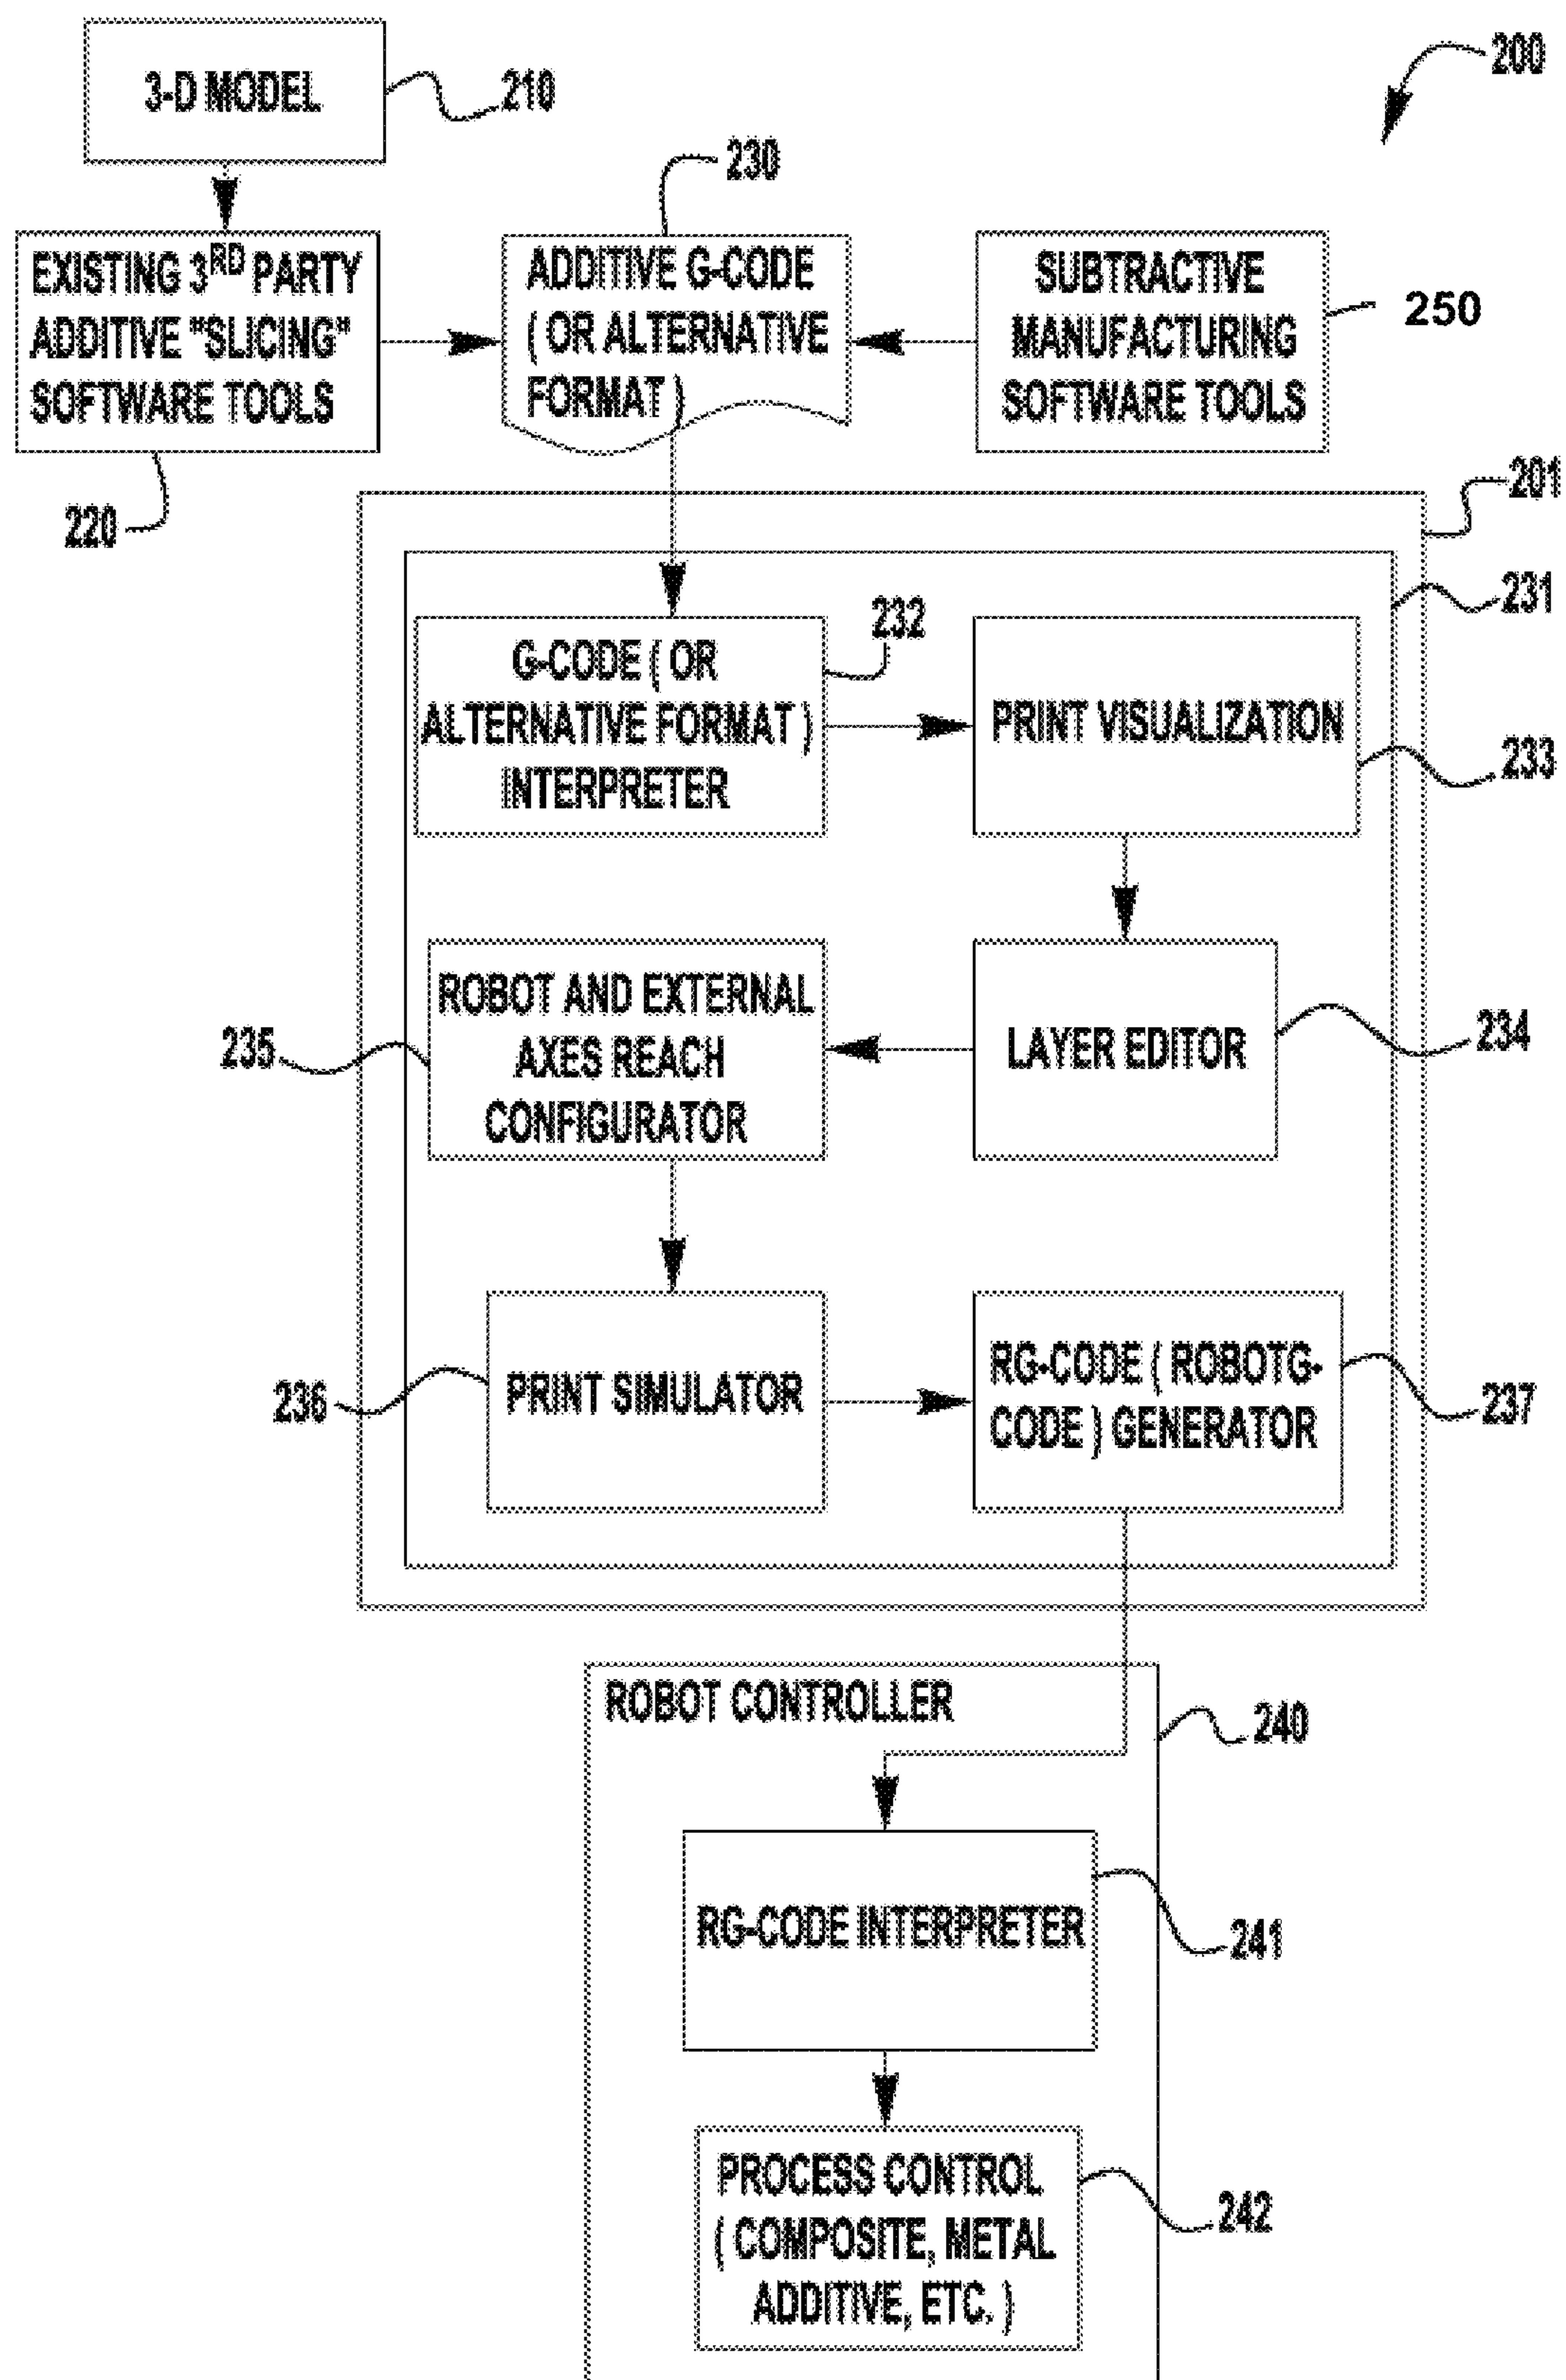 200
3-D MODEL
210
230
EXISTING 3RD PARTY
ADDITIVE "SLICING"
SOFTWARE TOOLS
220
ADDITIVE G-CODE
( OR ALTERNATIVE
FORMAT )
SUBTRACTIVE
MANUFACTURING
SOFTWARE TOOLS
250
201
231
G-CODE ( OR
ALTERNATIVE FORMAT )
INTERPRETER
232
PRINT VISUALIZATION
233
ROBOT AND EXTERNAL
AXES REACH
CONFIGURATOR
235
LAYER EDITOR
234
PRINT SIMULATOR
236
RG-CODE ( ROBOTG-
CODE ) GENERATOR
237
ROBOT CONTROLLER
240
RG-CODE INTERPRETER
241
PROCESS CONTROL
( COMPOSITE, METAL
ADDITIVE, ETC. )
242